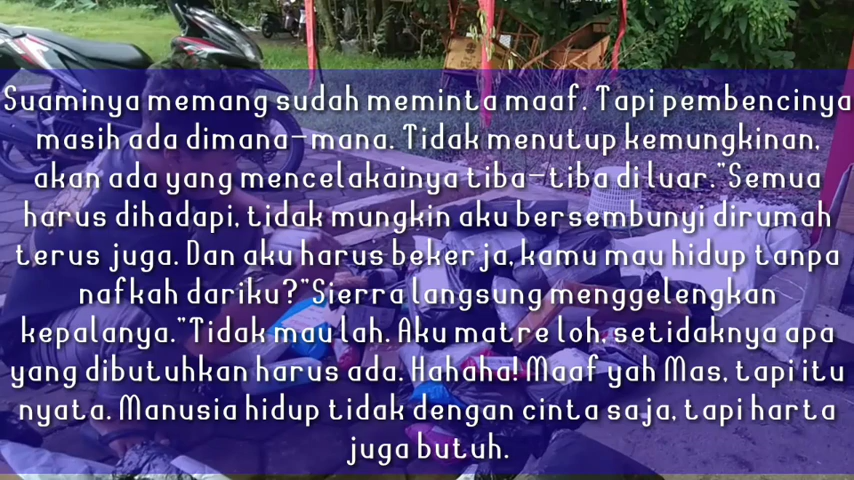 Suaminya memang sudah meminta maaf. Tapi pembencinya
masih ada dimana-mana. Tidak menutup kemungkinan,
akan ada yang mencelakainya tiba-tiba di luar."Semua
harus dihadapi, tidak mungkin aku bersembunyi dirumah
terus juga. Dan aku harus bekerja, kamu mau hidup tanpa
nafkah dariku?"Sierra langsung menggelengkan
kepalanya."Tidak mau lah. Aku matre loh, setidaknya apa
yang dibutuhkan harus ada. Hahaha! Maaf yah Mas, tapi itu
nyata. Manusia hidup tidak dengan cinta saja, tapi harta
juga butuh.